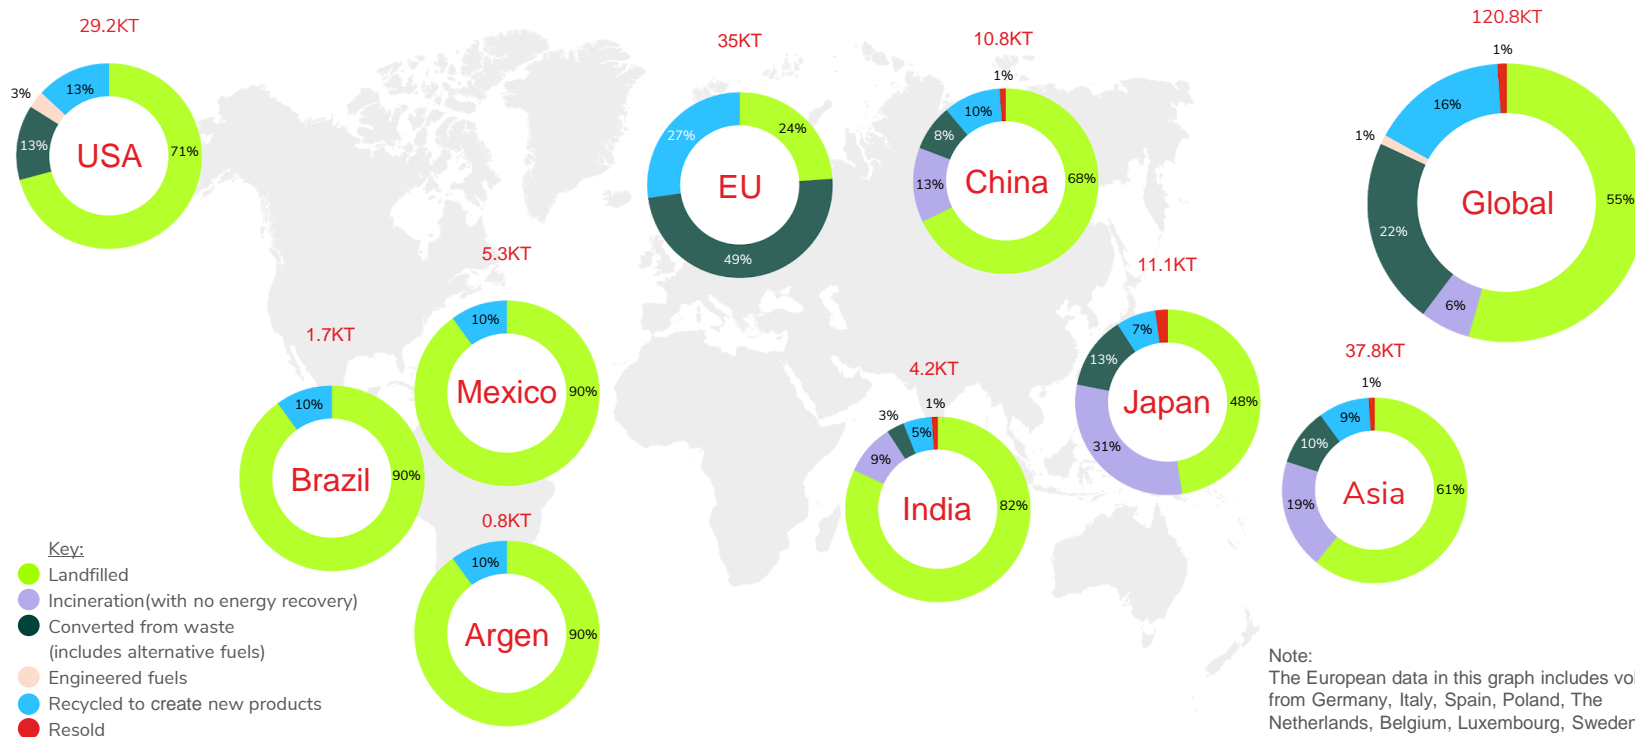 29.2KT
3%
13%
13%
USA
71%
35KT
27%
24%
EU
49%
10.8KT
1%
10%
8%
13%
China
68%
120.8KT
1%
16%
1%
Global
55%
22%
6%
5.3KT
10%
Mexico
90%
1.7KT
10%
Brazil
90%
0.8KT
10%
Argen
90%
4.2KT
1%
3%
5%
9%
India
82%
11.1KT
7%
13%
Japan
48%
31%
37.8KT
1%
9%
10%
Asia
61%
19%
Key:
Landfilled
Incineration(with no energy recovery)
Converted from waste
(includes alternative fuels)
Engineered fuels
Recycled to create new products
Resold
Note:
The European data in this graph includes
from Germany, Italy, Spain, Poland, The
Netherlands, Belgium, Luxembourg, Sweden